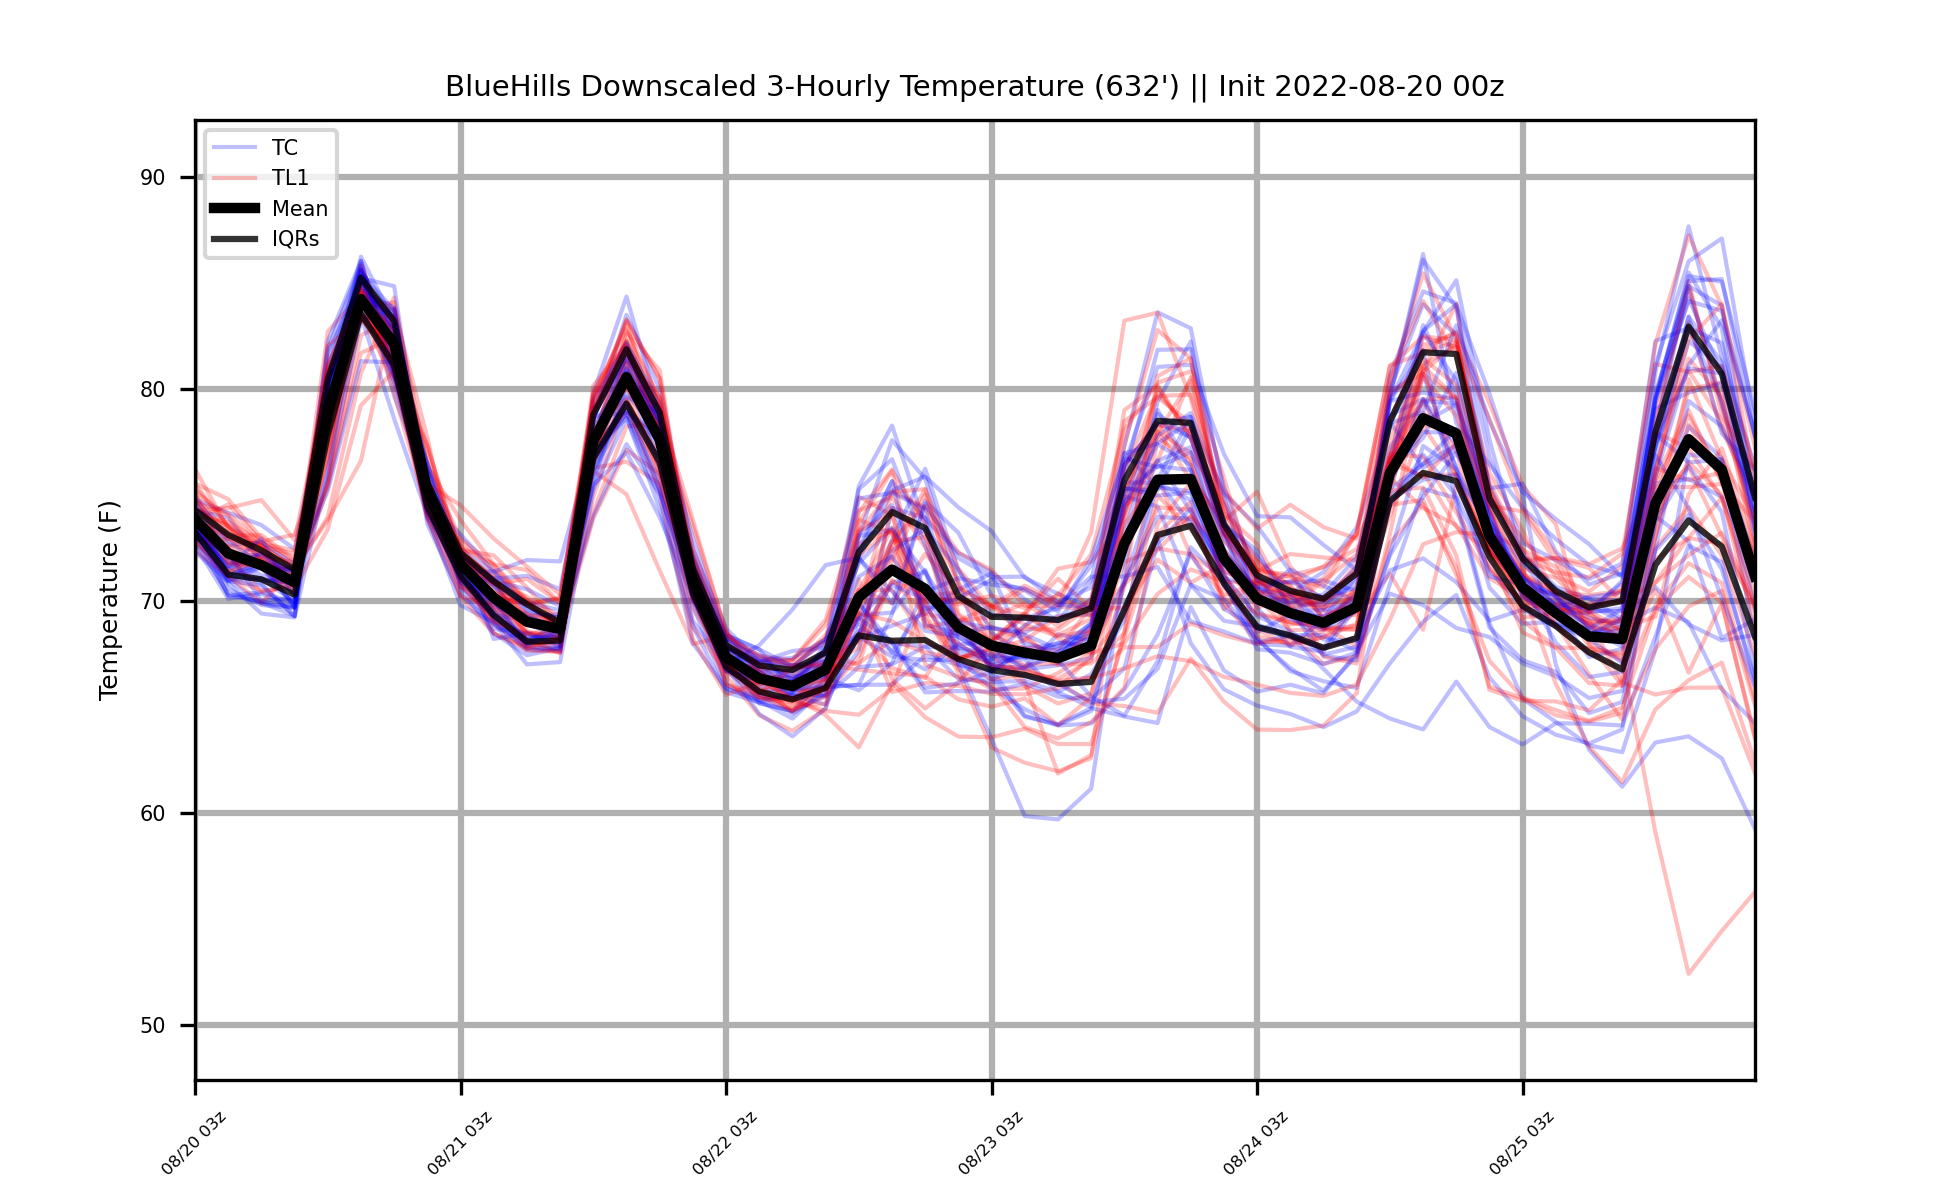 BlueHills Downscaled 3-Hourly Temperature (632') || Init 2022-08-20 00z
TC
TL1
Mean
IQRs
Temperature (F)
90
80
70
60
50
08/20 03z
08/21 03z
08/22 03z
08/23 03z
08/24 03z
08/25 03z